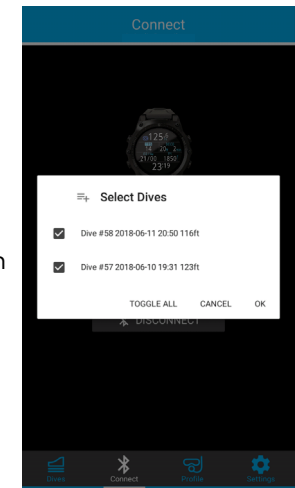 Connect
125
21/00 1850
23:19
Select Dives
Dive #58 2018-06-11 20:50 116ft
Dive #57 2018-06-10 19:31 123ft
TOGGLE ALL CANCEL OK
DISCONNECT
n
Dives Connect Profile Settings